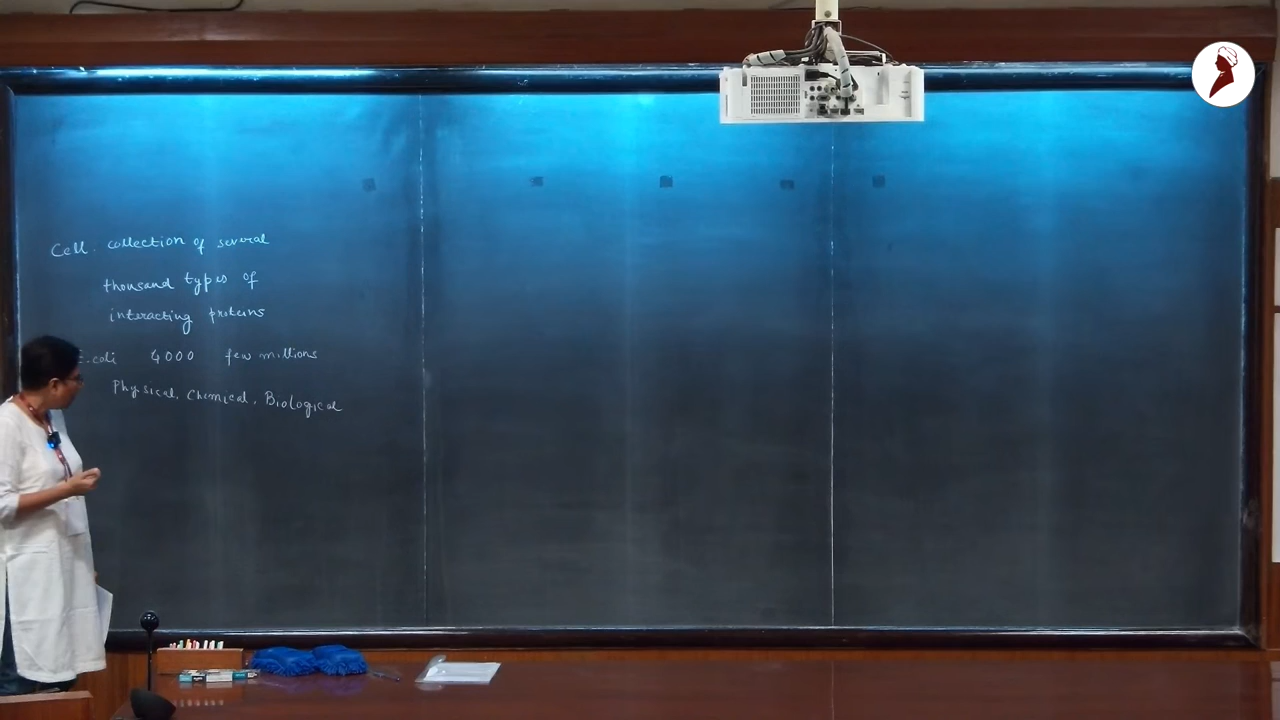 Cell. collection of several
thousand types of
interacting proteins
E.coli 4000 few millions
Physical, Chemical, Biological